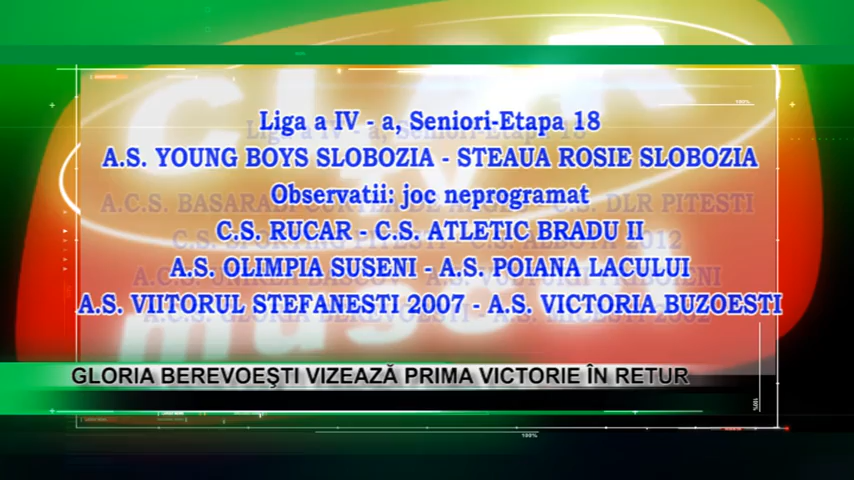 Liga a IV - a, Seniori-Etapa 18
A.S. YOUNG BOYS SLOBOZIA - STEAUA ROSIE SLOBOZIA
Observatii: joc neprogramat
C.S. RUCAR - C.S. ATLETIC BRADU II
A.S. OLIMPIA SUSENI - A.S. POIANA LACULUI
A.S. VIITORUL STEFANESTI 2007 - A.S. VICTORIA BUZOESTI
GLORIA BEREVOEŞTI VIZEAZĂ PRIMA VICTORIE ÎN RETUR
100%